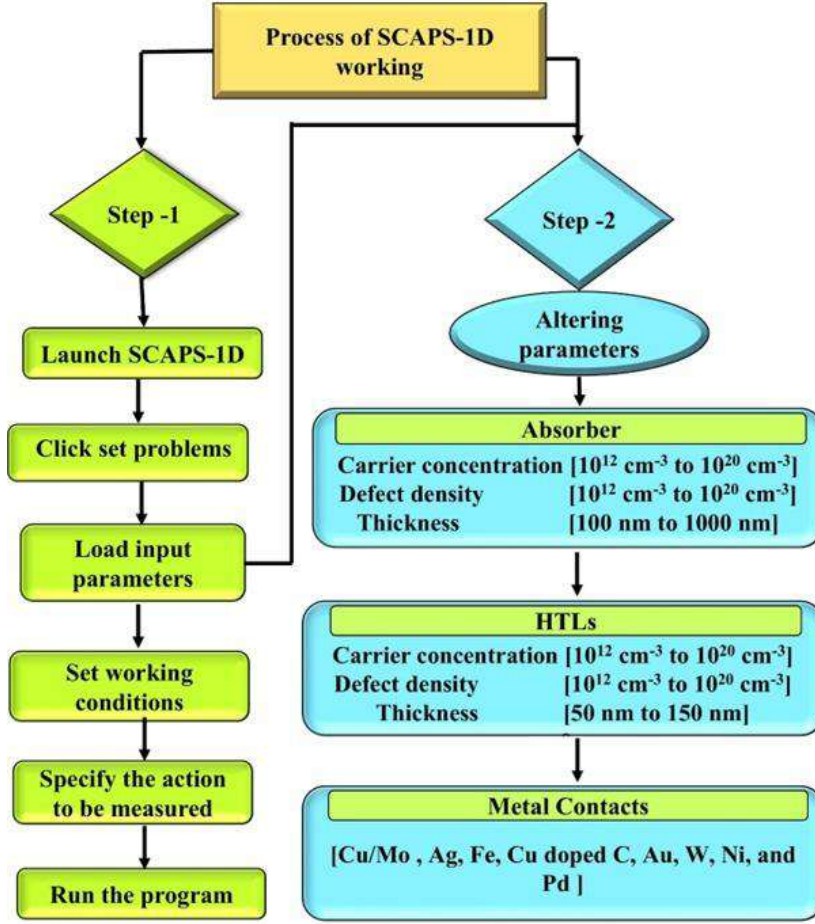 Process of SCAPS-1D
working
Step -1
Launch SCAPS-1D
Click set problems
Load input
parameters
Set working
conditions
Specify the action
to be measured
Run the program
Step -2
Altering
parameters
Absorber
Carrier concentration [10¹² cm⁻³ to 10²⁰ cm⁻³]
Defect density [10¹² cm⁻³ to 10²⁰ cm⁻³]
Thickness [100 nm to 1000 nm]
HTLs
Carrier concentration [10¹² cm⁻³ to 10²⁰ cm⁻³]
Defect density [10¹² cm⁻³ to 10²⁰ cm⁻³]
Thickness [50 nm to 150 nm]
Metal Contacts
[Cu/Mo , Ag, Fe, Cu doped C, Au, W, Ni, and
Pd ]